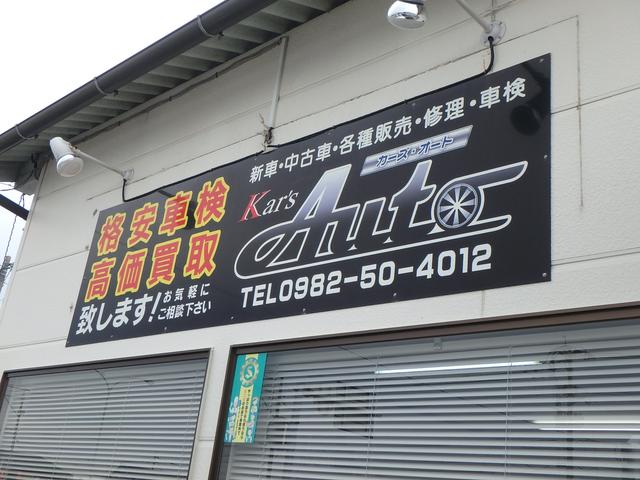 新車・中古車・各種販売・修理・車検
カーズ・オート
Kar's Auto
TEL0982-50-4012
格安車検
高価買取
致します!お気軽に
ご相談下さい